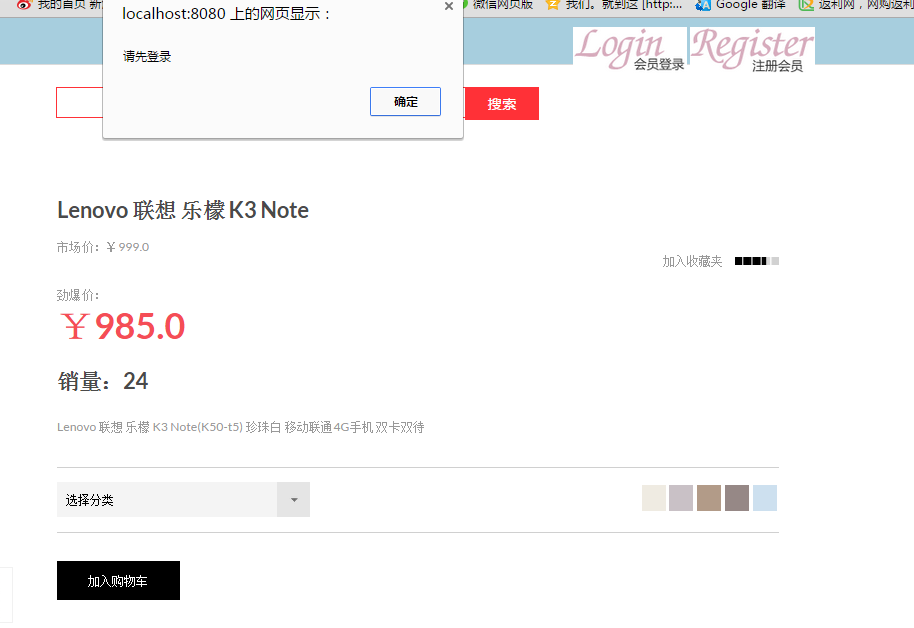 我的首页 新
微信网页版
我们。就到这 [http:...
Google 翻译
返利网，网购返利
localhost:8080 上的网页显示：
请先登录
确定
Login
会员登录
Register
注册会员
搜索
Lenovo 联想 乐檬 K3 Note
市场价：￥999.0
加入收藏夹
劲爆价：
￥985.0
销量：24
Lenovo 联想 乐檬 K3 Note(K50-t5) 珍珠白 移动联通4G手机 双卡双待
选择分类
加入购物车